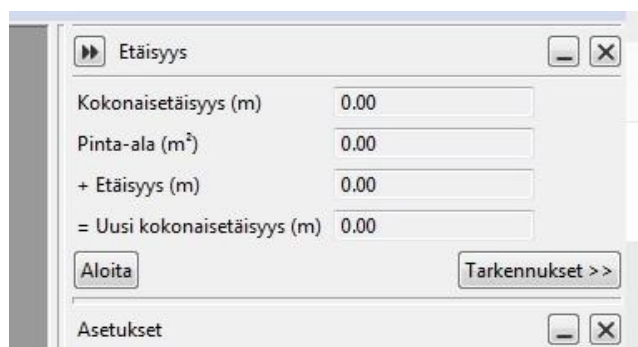 Etäisyys
Kokonaisetäisyys (m) 0.00
Pinta-ala (m²) 0.00
+ Etäisyys (m) 0.00
= Uusi kokonaisetäisyys (m) 0.00
Aloita Tarkennukset >>
Asetukset